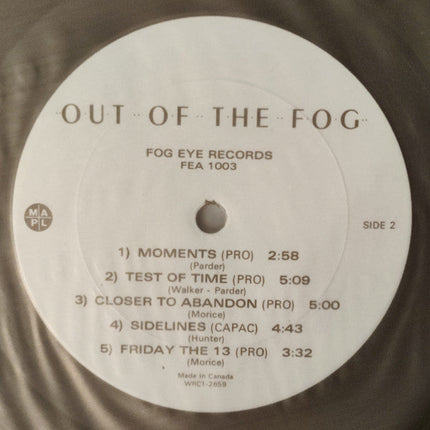 OUT OF THE FOG
FOG EYE RECORDS
FEA 1003
MAPL
SIDE 2
1) MOMENTS (PRO) 2:58
(Parder)
2) TEST OF TIME (PRO) 5:09
(Walker - Parder)
3) CLOSER TO ABANDON (PRO) 5:00
(Morice)
4) SIDELINES (CAPAC) 4:43
(Hunter)
5) FRIDAY THE 13 (PRO) 3:32
(Morice)
Made in Canada
WRC1-2659